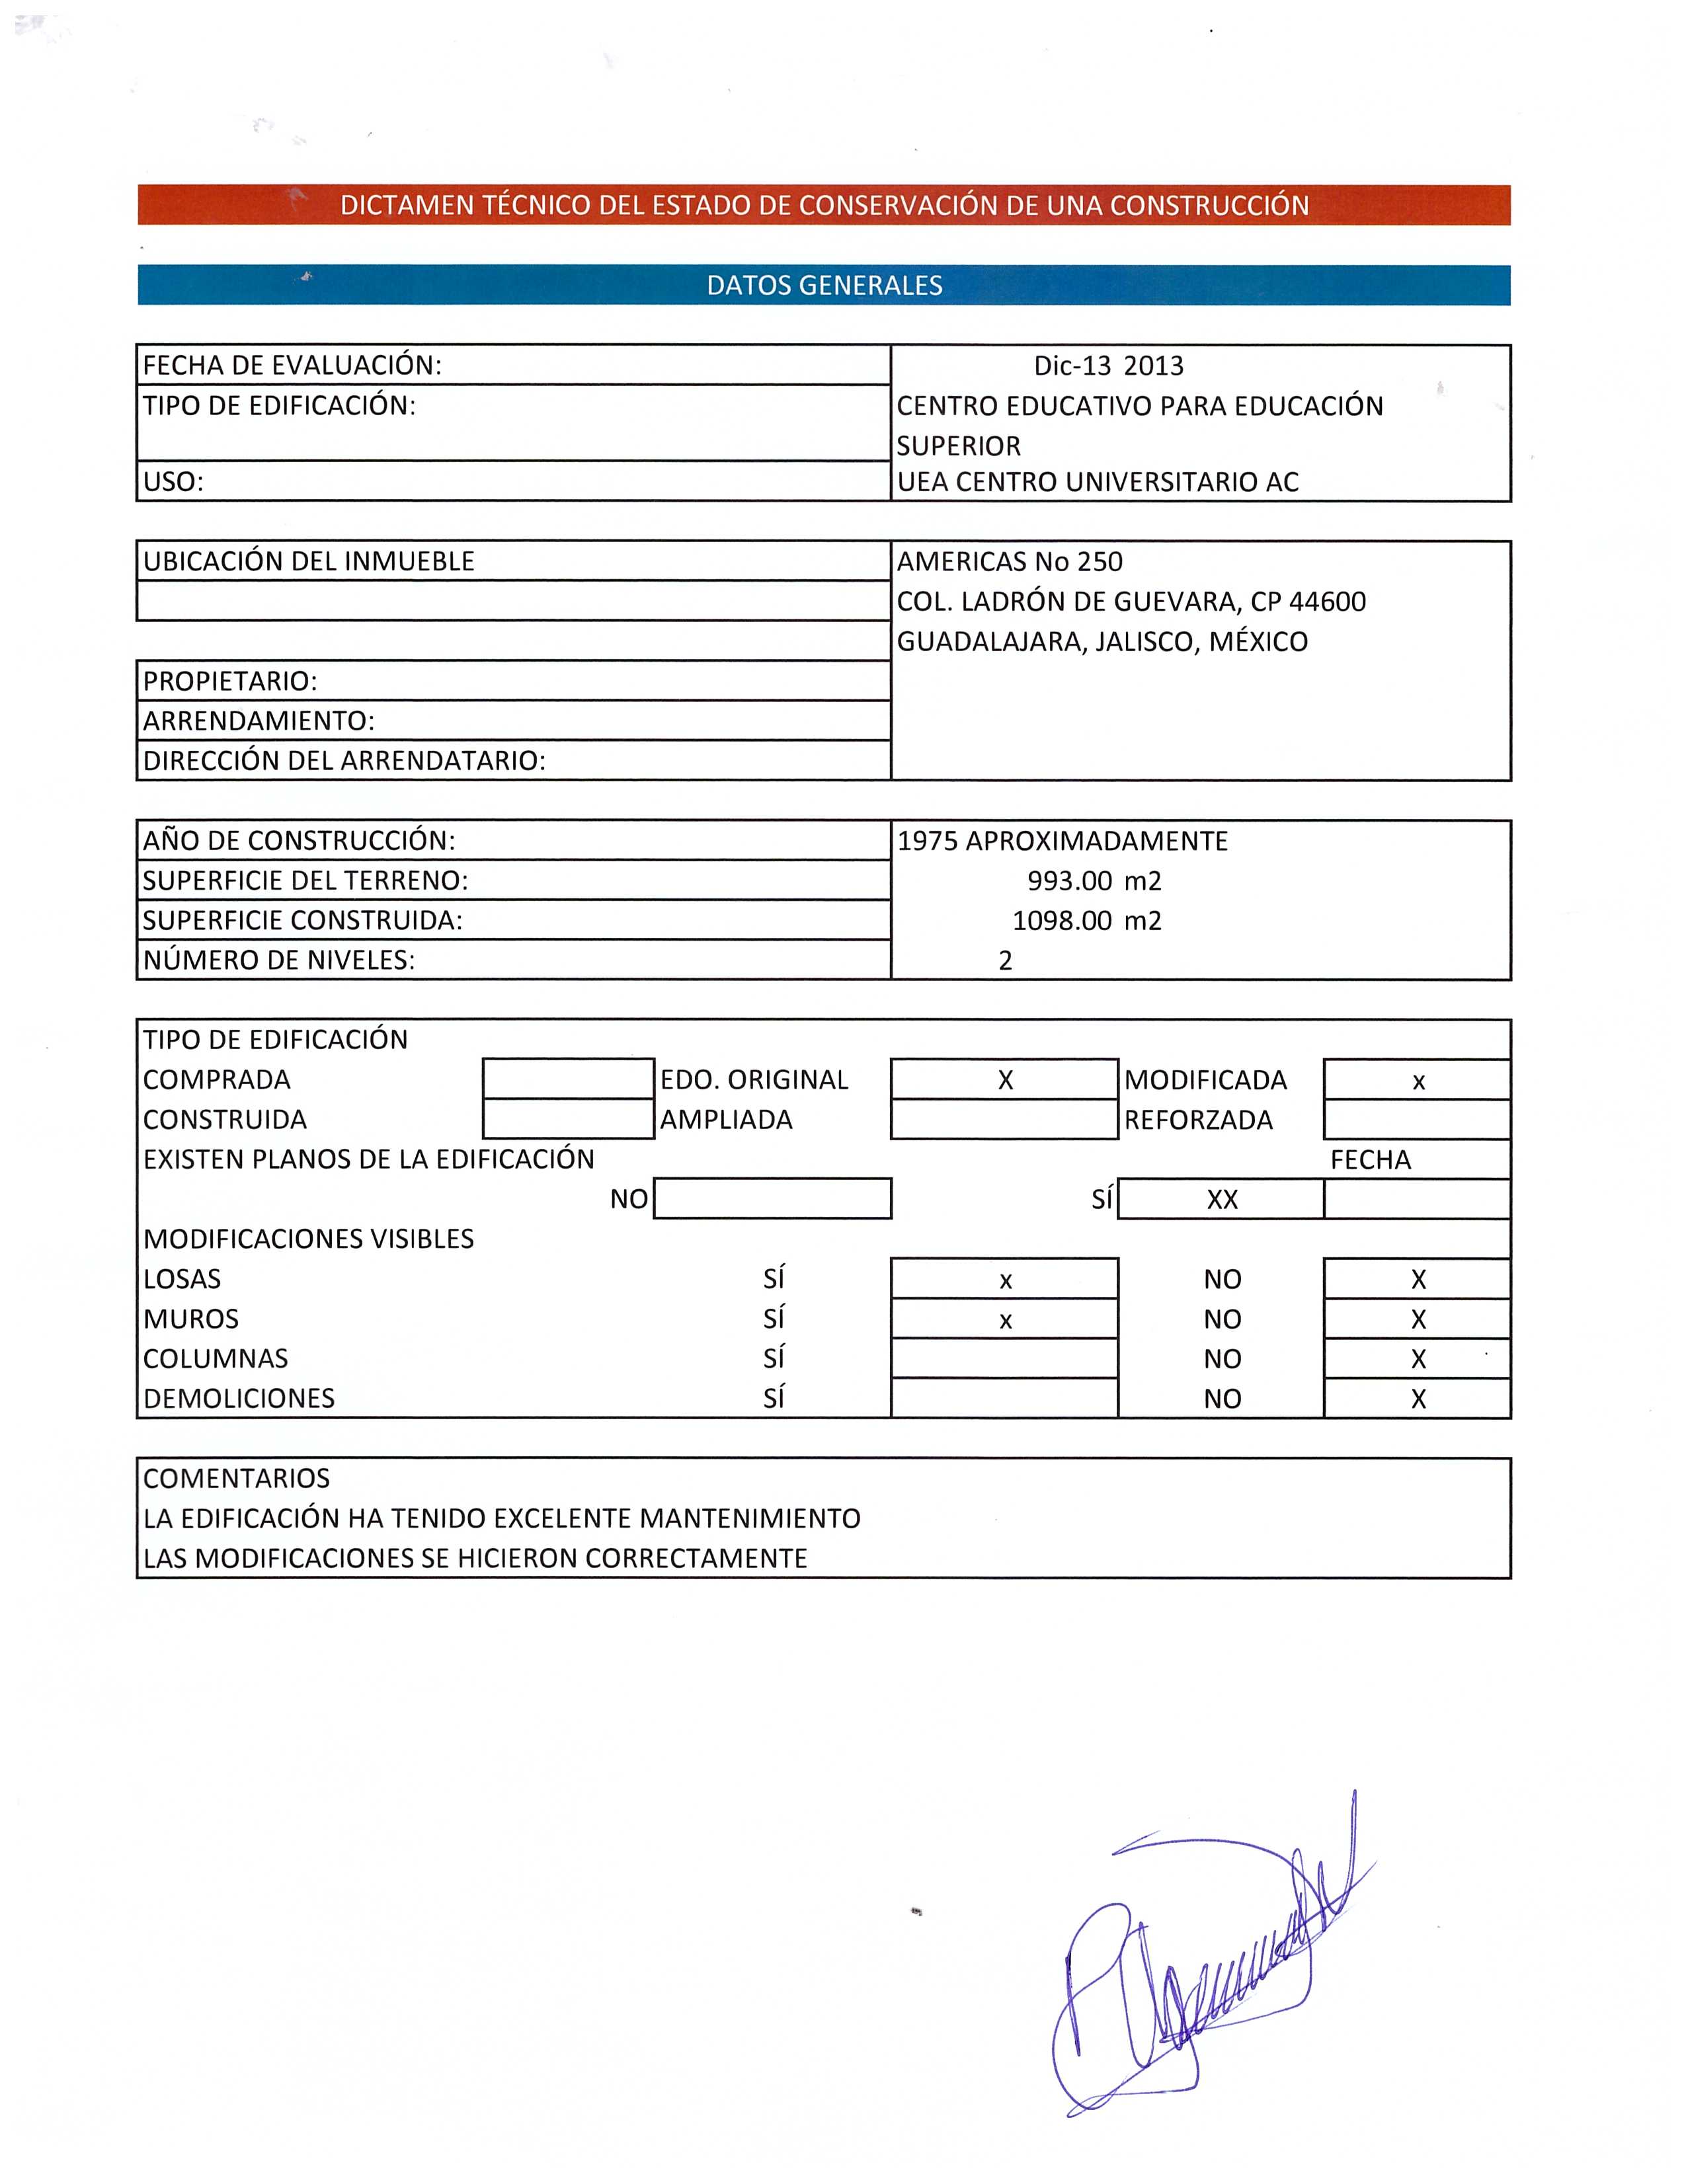 DICTAMEN TÉCNICO DEL ESTADO DE CONSERVACIÓN DE UNA CONSTRUCCIÓN
DATOS GENERALES
FECHA DE EVALUACIÓN: Dic-13 2013
TIPO DE EDIFICACIÓN: CENTRO EDUCATIVO PARA EDUCACIÓN
SUPERIOR
USO: UEA CENTRO UNIVERSITARIO AC
UBICACIÓN DEL INMUEBLE AMERICAS No 250
COL. LADRÓN DE GUEVARA, CP 44600
GUADALAJARA, JALISCO, MÉXICO
PROPIETARIO:
ARRENDAMIENTO:
DIRECCIÓN DEL ARRENDATARIO:
AÑO DE CONSTRUCCIÓN: 1975 APROXIMADAMENTE
SUPERFICIE DEL TERRENO: 993.00 m2
SUPERFICIE CONSTRUIDA: 1098.00 m2
NÚMERO DE NIVELES: 2
TIPO DE EDIFICACIÓN
COMPRADA EDO. ORIGINAL X MODIFICADA x
CONSTRUIDA AMPLIADA REFORZADA
EXISTEN PLANOS DE LA EDIFICACIÓN FECHA
NO SÍ XX
MODIFICACIONES VISIBLES
LOSAS SÍ x NO X
MUROS SÍ x NO X
COLUMNAS SÍ NO X
DEMOLICIONES SÍ NO X
COMENTARIOS
LA EDIFICACIÓN HA TENIDO EXCELENTE MANTENIMIENTO
LAS MODIFICACIONES SE HICIERON CORRECTAMENTE